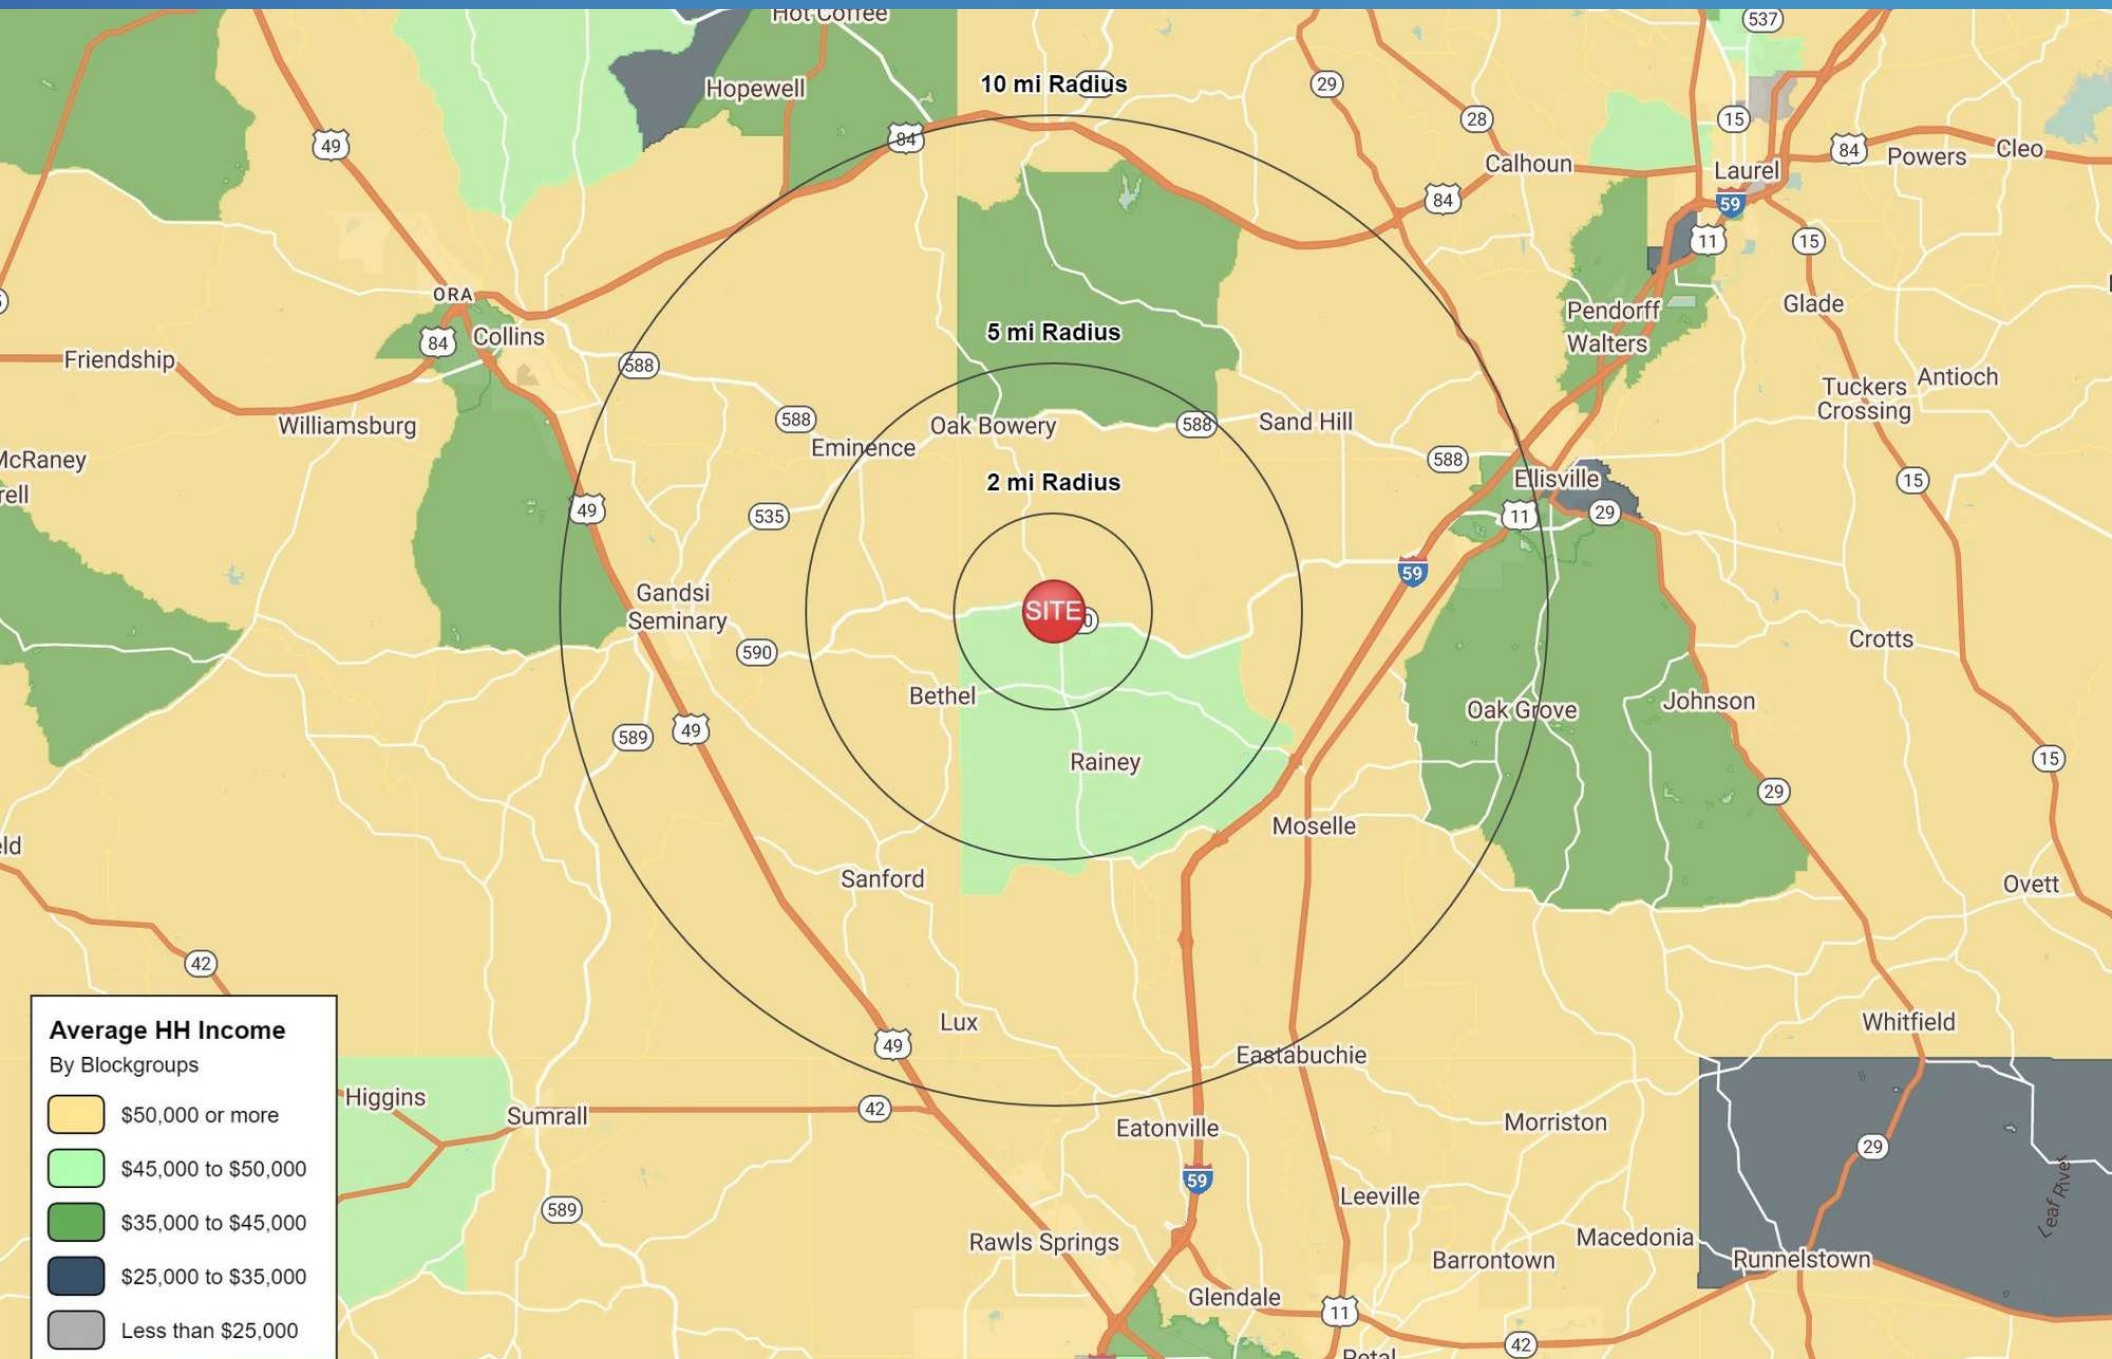 Hot Coffee
537
Hopewell
10 mi Radius
29
28
15
49
84
84
Powers
Cleo
Calhoun
Laurel
84
59
11
15
ORA
Collins
84
Friendship
5 mi Radius
Pendorff
Walters
Glade
588
Williamsburg
588
Eminence
Oak Bowery
588
Sand Hill
588
Tuckers
Crossing
Antioch
McRaney
rell
2 mi Radius
Ellisville
15
49
535
11
29
59
Gandsi
Seminary
SITE
0
590
Crotts
Bethel
Oak Grove
Johnson
589
49
Rainey
15
29
Moselle
eld
Sanford
Ovett
42
Lux
49
Eastabuchie
Whitfield
Average HH Income
By Blockgroups
$50,000 or more
$45,000 to $50,000
$35,000 to $45,000
$25,000 to $35,000
Less than $25,000
Higgins
Sumrall
42
Eatonville
Morriston
29
59
Leeville
Leaf River
589
Rawls Springs
Barrontown
Macedonia
Runnelstown
Glendale
11
42
Petal